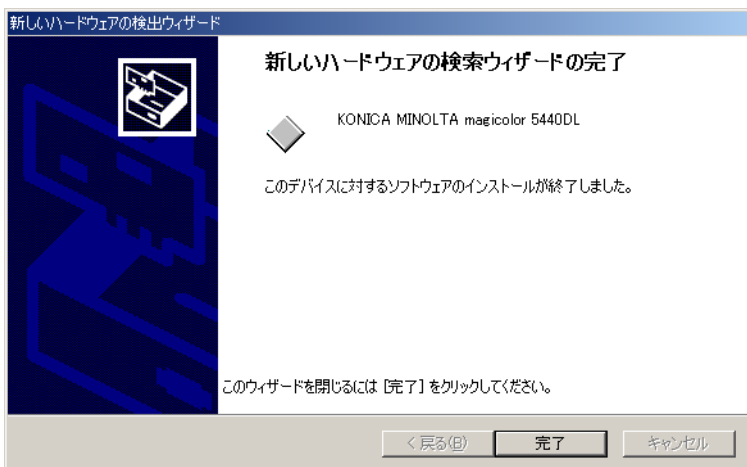 新しいハードウェアの検出ウィザード
新しいハードウェアの検索ウィザードの完了
KONICA MINOLTA magicolor 5440DL
このデバイスに対するソフトウェアのインストールが終了しました。
このウィザードを閉じるには [完了] をクリックしてください。
< 戻る(B)
完了
キャンセル